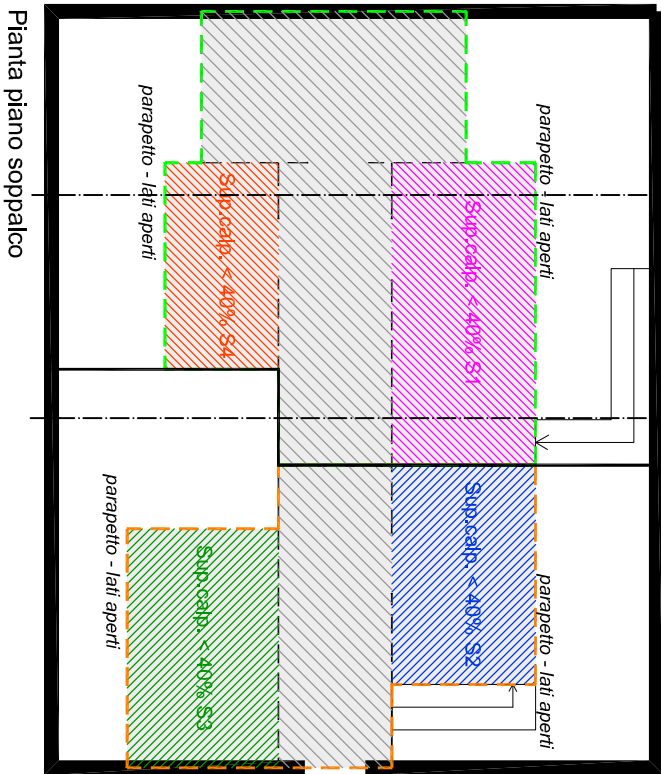 Pianta piano soppalco
parapetto - lati aperti
parapetto - lati aperti
Sup.calp. < 40% S4
Sup.calp. < 40% S1
parapetto - lati aperti
parapetto - lati aperti
Sup.calp. < 40% S3
Sup.calp. < 40% S2